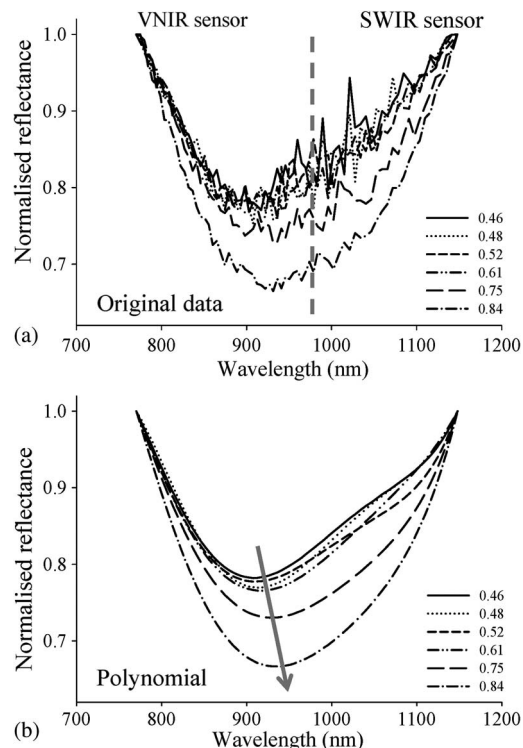 VNIR sensor SWIR sensor
1.0
0.9
0.8
0.7
Normalised reflectance
0.46
0.48
0.52
0.61
0.75
0.84
Original data
(a)
700 800 900 1000 1100 1200
Wavelength (nm)
1.0
0.9
0.8
0.7
Normalised reflectance
0.46
0.48
0.52
0.61
0.75
0.84
Polynomial
(b)
700 800 900 1000 1100 1200
Wavelength (nm)